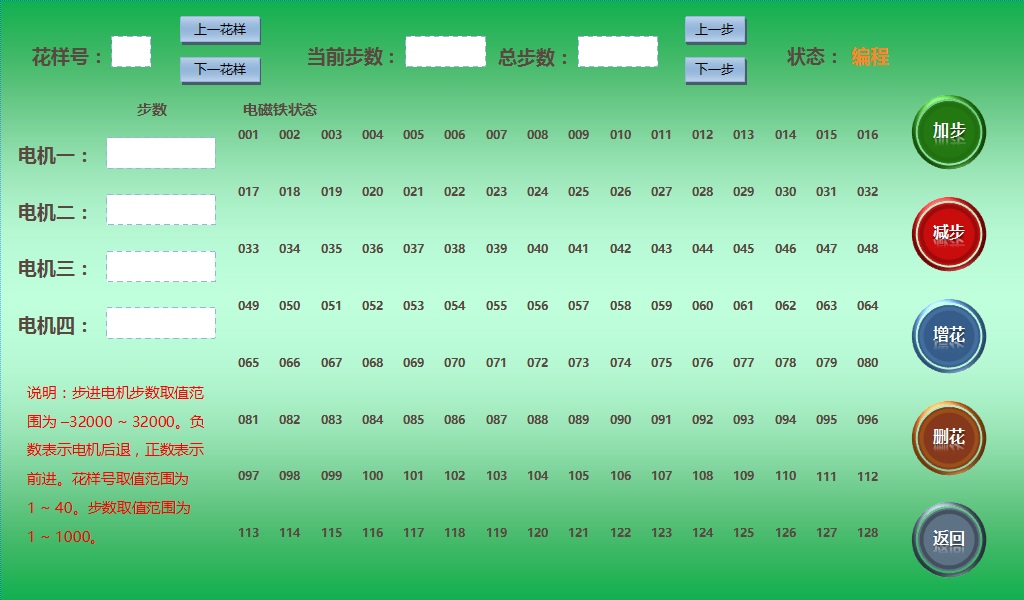 上一花样 上一步
花样号： 当前步数： 总步数： 状态： 编程
下一花样 下一步
步数 电磁铁状态
001 002 003 004 005 006 007 008 009 010 011 012 013 014 015 016
加步
电机一：
017 018 019 020 021 022 023 024 025 026 027 028 029 030 031 032
电机二：
减步
033 034 035 036 037 038 039 040 041 042 043 044 045 046 047 048
电机三：
049 050 051 052 053 054 055 056 057 058 059 060 061 062 063 064
电机四：
增花
065 066 067 068 069 070 071 072 073 074 075 076 077 078 079 080
说明：步进电机步数取值范
围为 –32000 ~ 32000。负
数表示电机后退，正数表示
前进。花样号取值范围为
1 ~ 40。步数取值范围为
1 ~ 1000。
081 082 083 084 085 086 087 088 089 090 091 092 093 094 095 096
删花
097 098 099 100 101 102 103 104 105 106 107 108 109 110 111 112
113 114 115 116 117 118 119 120 121 122 123 124 125 126 127 128
返回